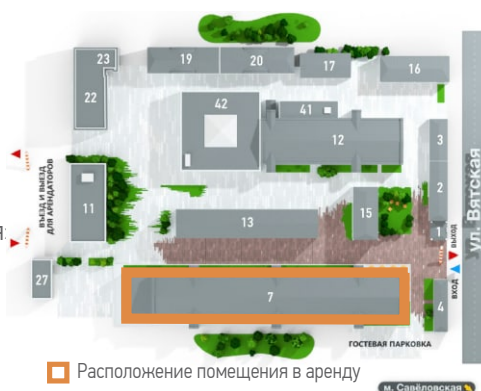 23
19
20
17
16
22
42
41
12
3
2
ВЪЕЗД И ВЫЕЗД
ДЛЯ АРЕНДАТОРОВ
11
13
15
1
ВЫХОД
ВХОД
ул. Вятская
я:
27
7
4
ГОСТЕВАЯ ПАРКОВКА
Расположение помещения в аренду
м. Савёловская